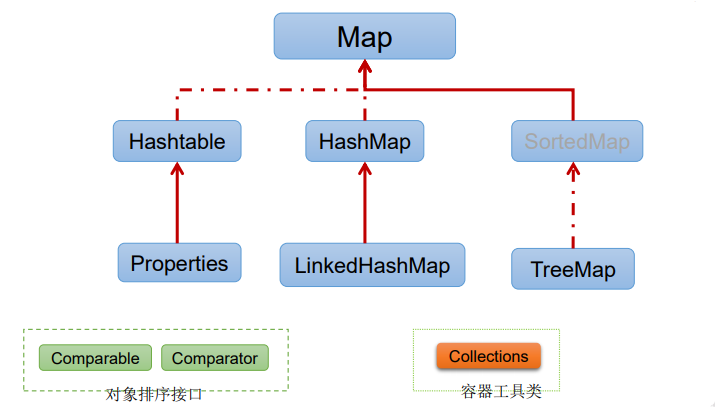 Map
Hashtable
HashMap
SortedMap
Properties
LinkedHashMap
TreeMap
Comparable
Comparator
对象排序接口
Collections
容器工具类